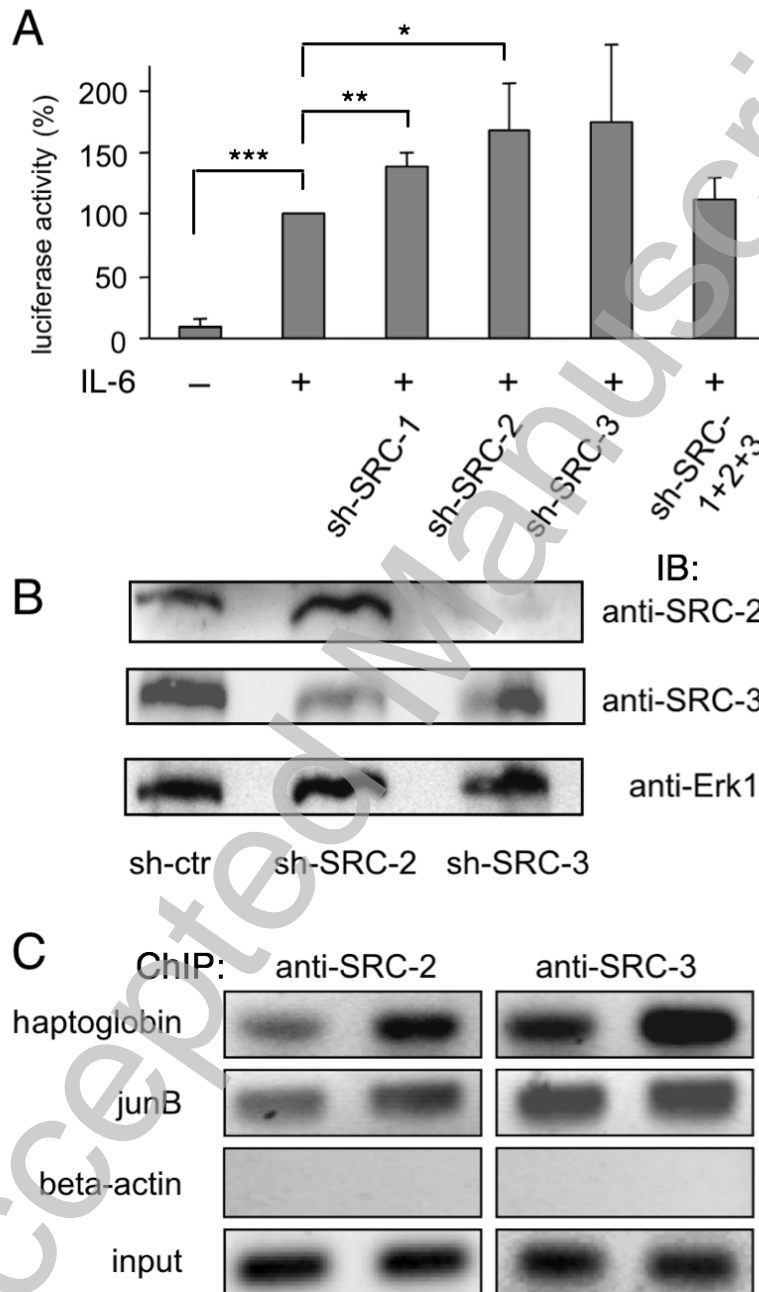 A
luciferase activity (%)
200
150
100
50
0
*
**
***
IL-6 – + + + + +
sh-SRC-1
sh-SRC-2
sh-SRC-3
sh-SRC-
1+2+3
B
IB:
anti-SRC-2
anti-SRC-3
anti-Erk1
sh-ctr sh-SRC-2 sh-SRC-3
C
ChIP: anti-SRC-2 anti-SRC-3
haptoglobin
junB
beta-actin
input
ccepted Manuscri